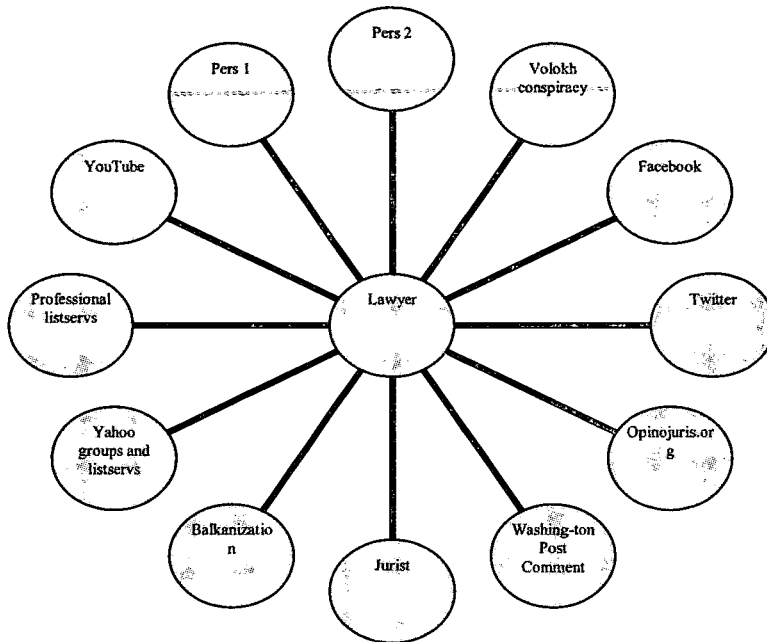 Pers 2
Pers 1
Volokh
conspiracy
YouTube
Facebook
Professional
listservs
Lawyer
Twitter
Yahoo
groups and
listservs
Opinojuris.or
g
Balkanizatio
n
Jurist
Washing-ton
Post
Comment